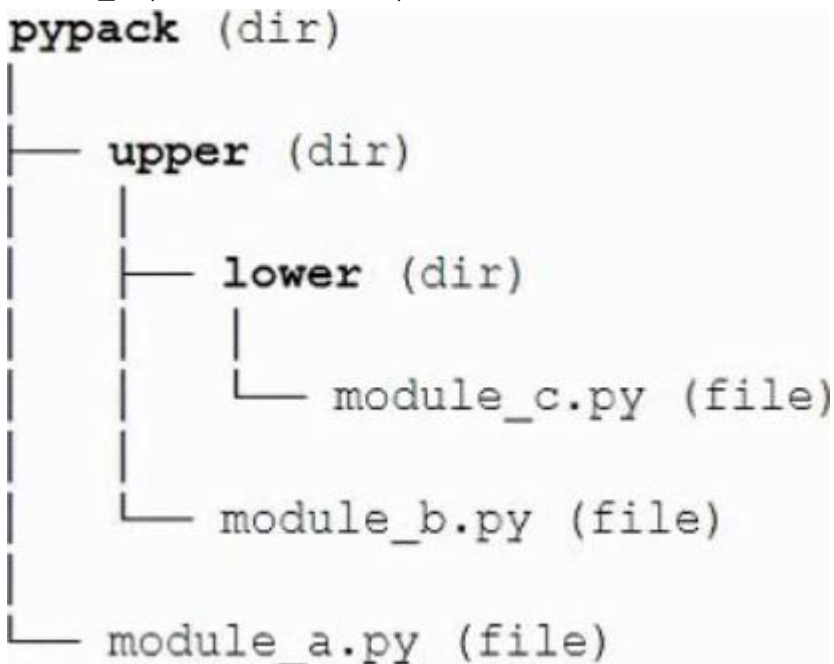 pypack (dir)
upper (dir)
lower (dir)
module_c.py (file)
module_b.py (file)
module_a.py (file)